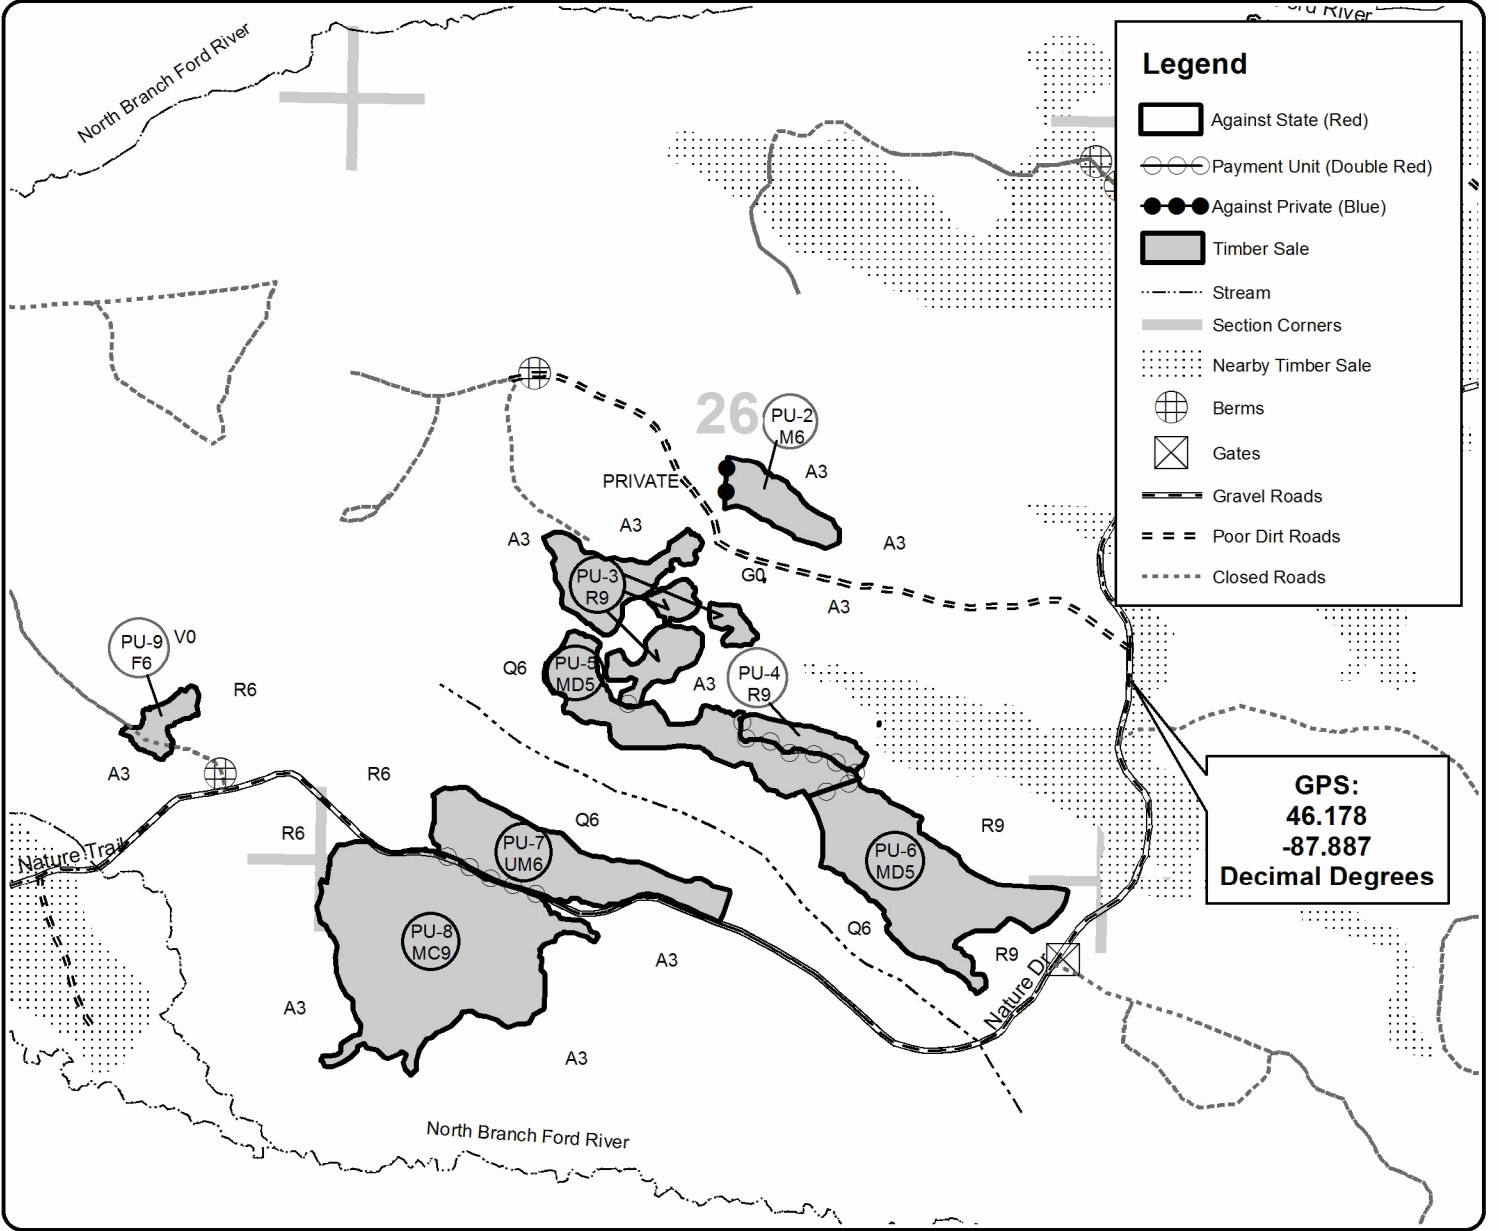 North Branch Ford River
Ford River
Legend
Against State (Red)
Payment Unit (Double Red)
Against Private (Blue)
Timber Sale
Stream
Section Corners
Nearby Timber Sale
Berms
Gates
Gravel Roads
Poor Dirt Roads
Closed Roads
26
PU-2
M6
A3
PRIVATE
A3
A3
A3
PU-3
R9
G0
A3
PU-9
F6
V0
R6
Q6
PU-5
MD5
A3
PU-4
R9
A3
R6
GPS:
46.178
-87.887
Decimal Degrees
R6
Q6
R9
Nature Trail
PU-7
UM6
PU-6
MD5
PU-8
MC9
Q6
A3
R9
Nature Dr
A3
A3
North Branch Ford River